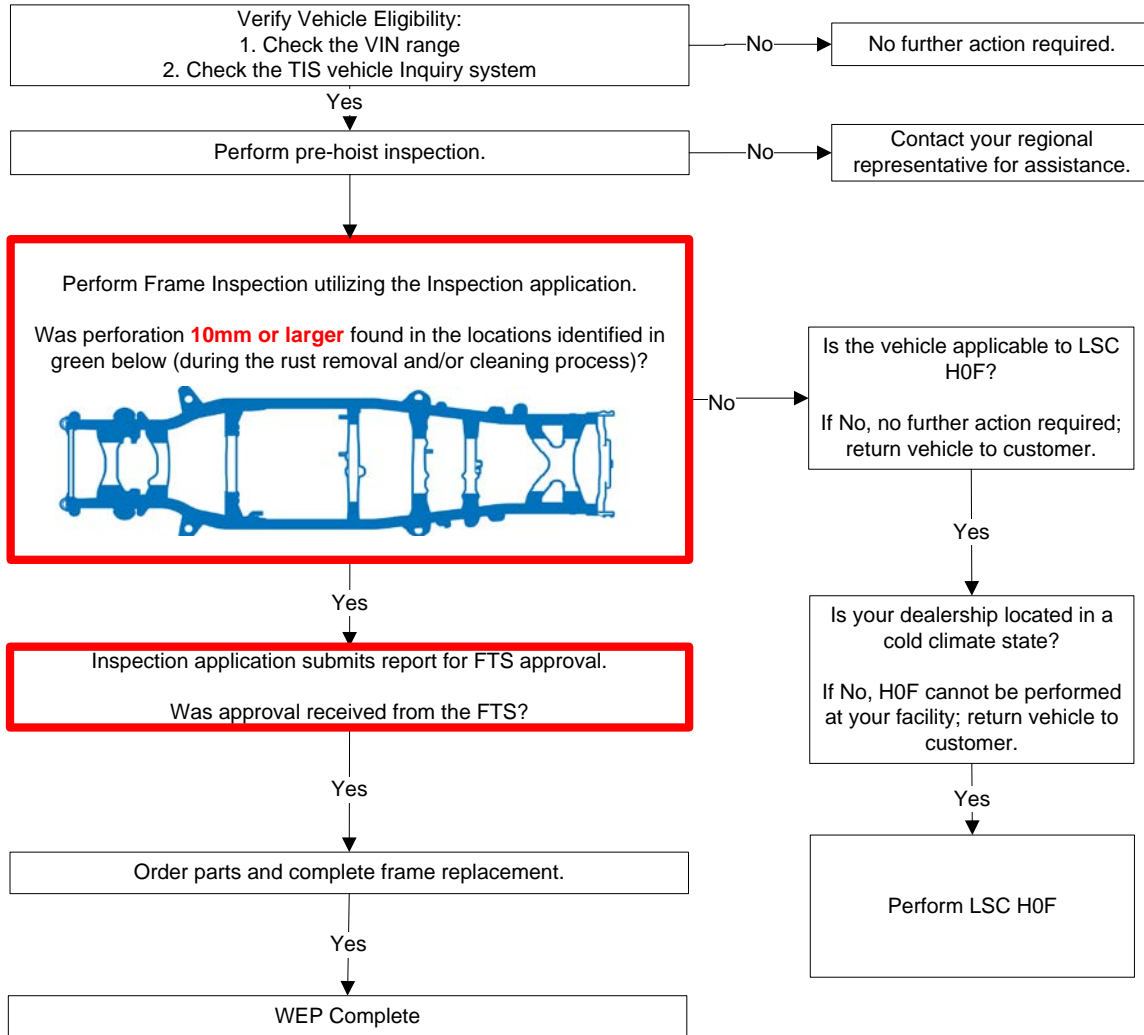 Verify Vehicle Eligibility:
1. Check the VIN range
2. Check the TIS vehicle Inquiry system
No
No further action required.
Yes
Perform pre-hoist inspection.
No
Contact your regional
representative for assistance.
Perform Frame Inspection utilizing the Inspection application.
Was perforation 10mm or larger found in the locations identified in
green below (during the rust removal and/or cleaning process)?
No
Is the vehicle applicable to LSC
H0F?
If No, no further action required;
return vehicle to customer.
Yes
Yes
Inspection application submits report for FTS approval.
Was approval received from the FTS?
Is your dealership located in a
cold climate state?
If No, H0F cannot be performed
at your facility; return vehicle to
customer.
Yes
Yes
Order parts and complete frame replacement.
Perform LSC H0F
Yes
WEP Complete